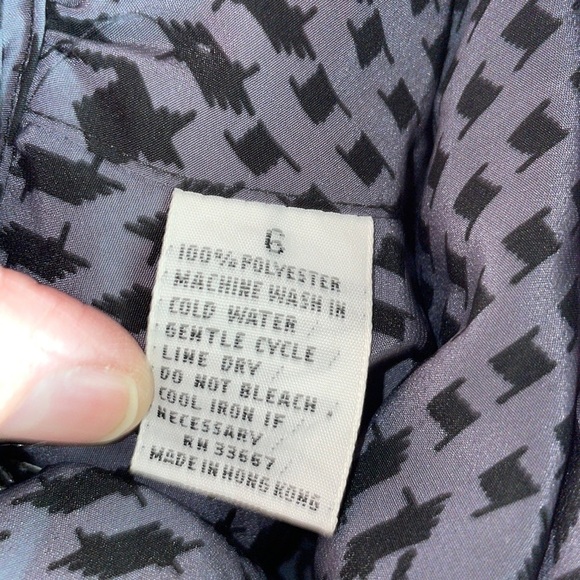 6
100% POLYESTER
MACHINE WASH IN
COLD WATER
GENTLE CYCLE
LINE DRY
DO NOT BLEACH.
COOL IRON IF
NECESSARY
RN 33667
MADE IN HONG KONG